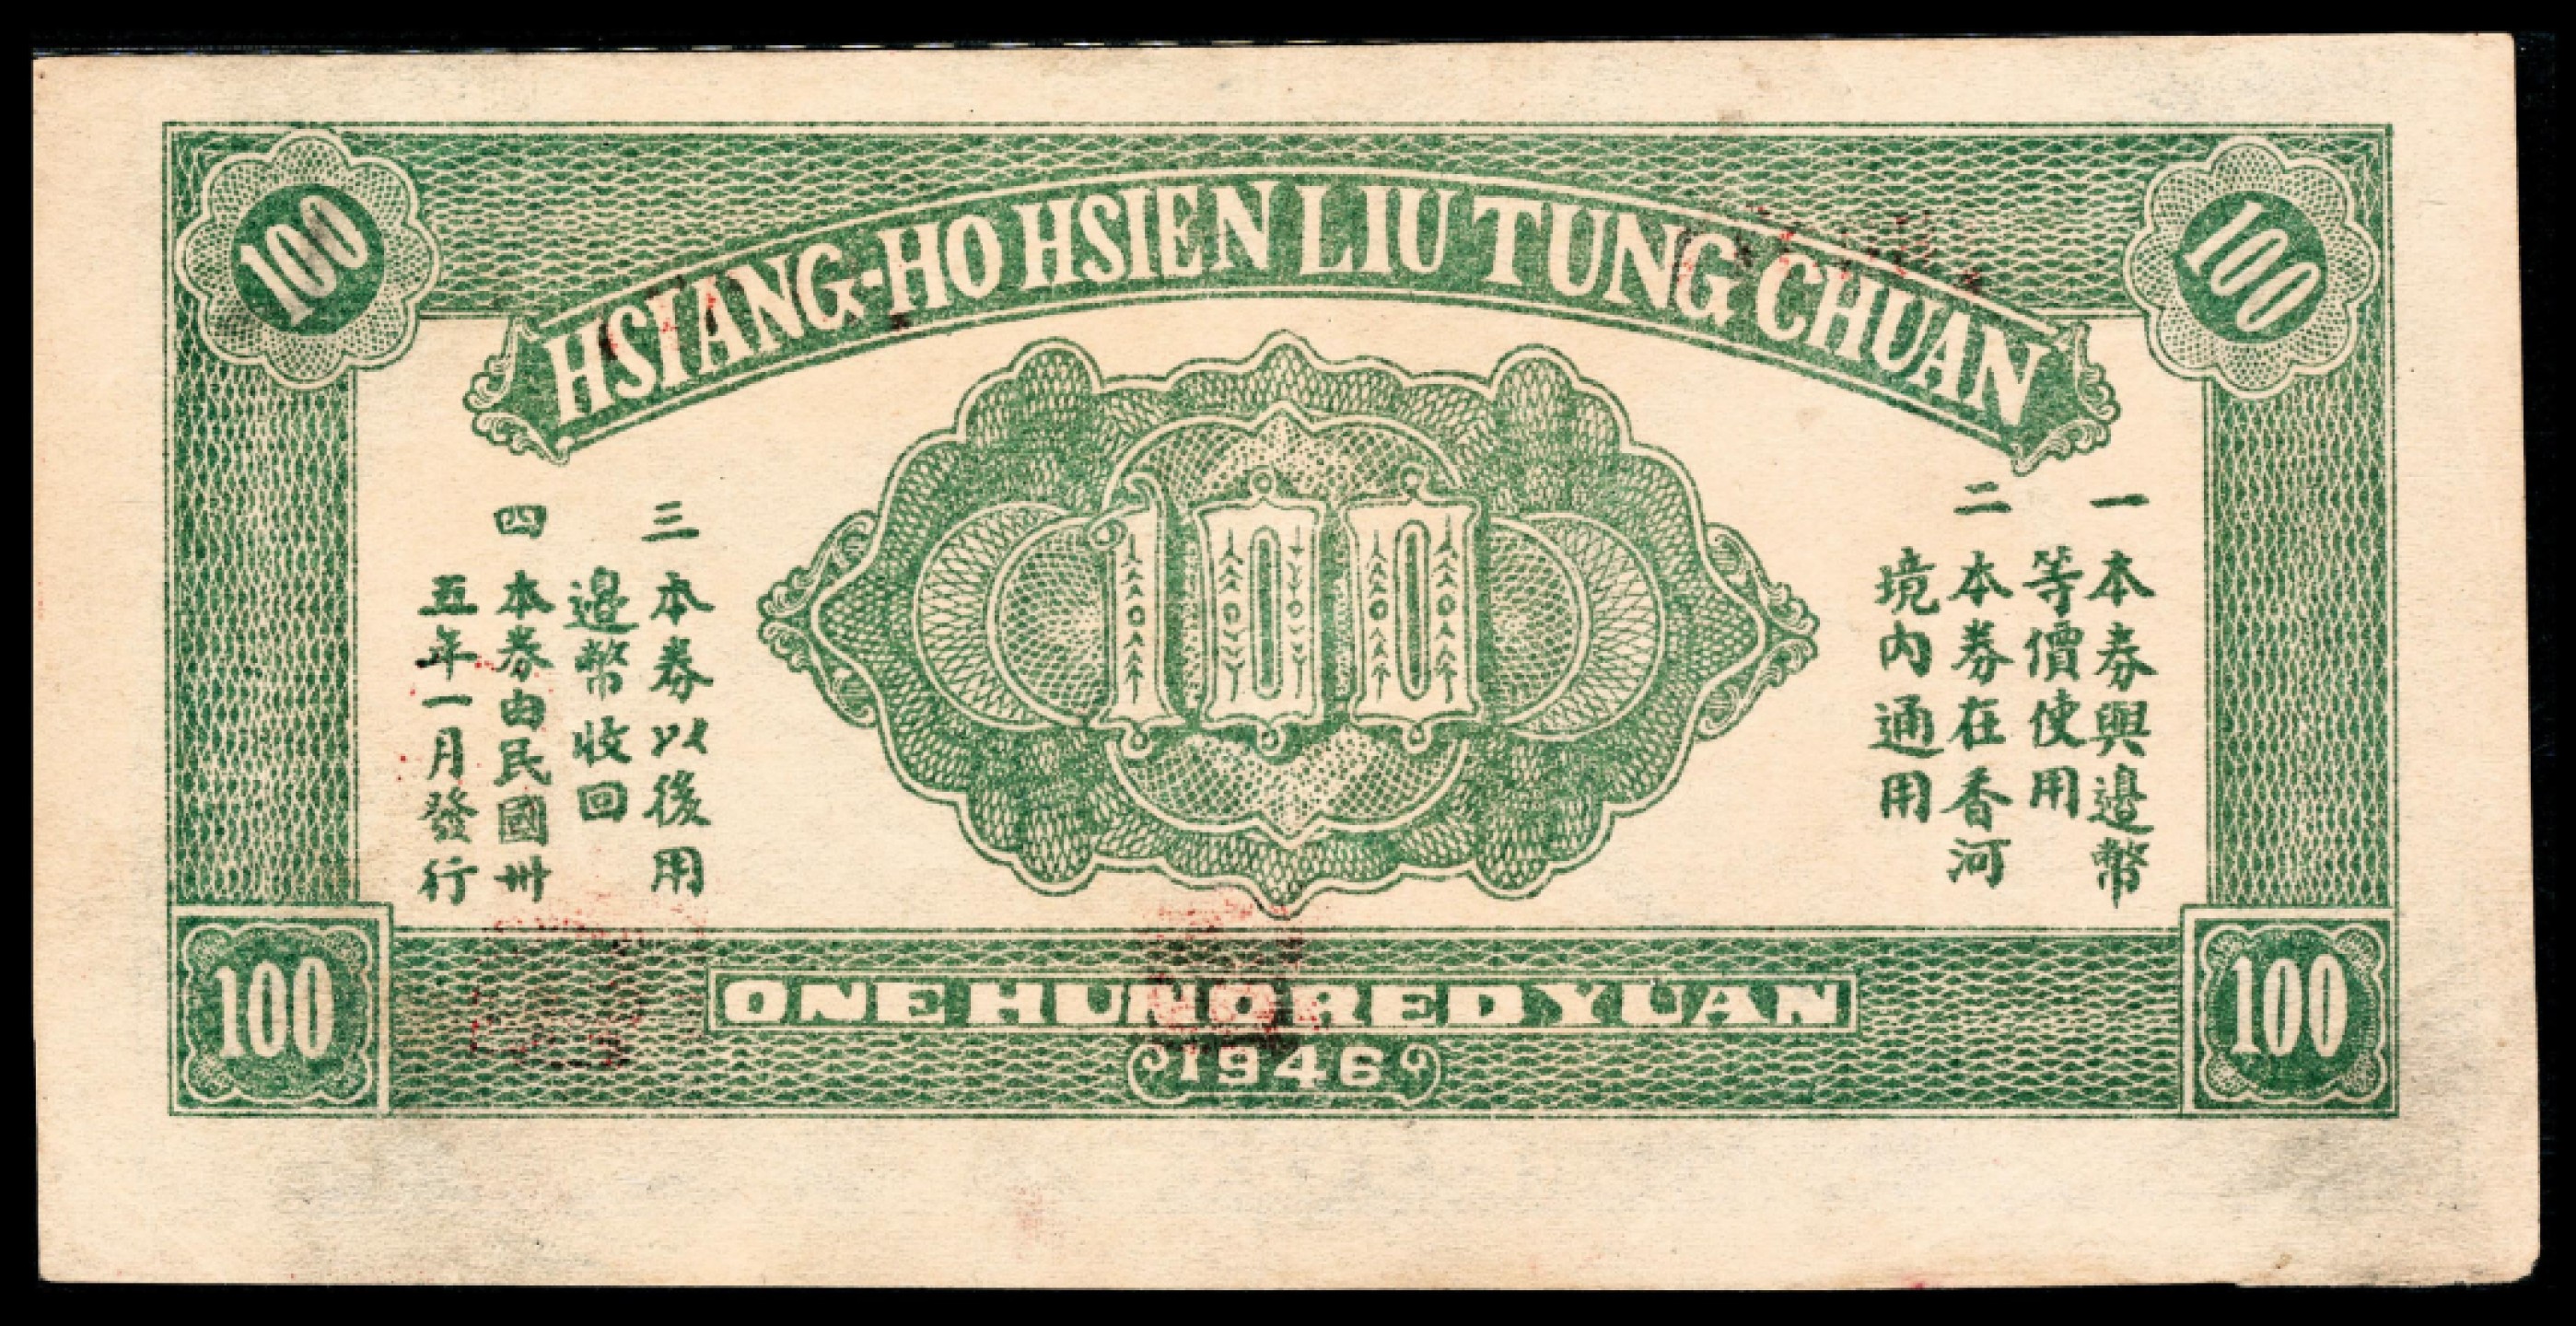 100
HSIANG-HO HSIEN LIU TUNG CHUAN
100
一 本券與邊幣
等價使用
二 本券在香河
境內通用
100
三 本券以後用
邊幣收回
四 本券由民國卅
五年一月發行
100
ONE HUNDRED YUAN
100
1946